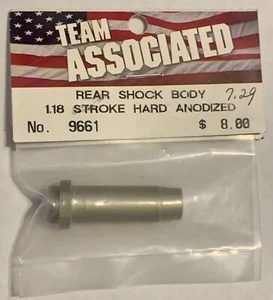 TEAM
ASSOCIATED
REAR SHOCK BODY 7.29
1.18 STROKE HARD ANODIZED
No. 9661 $ 8.00